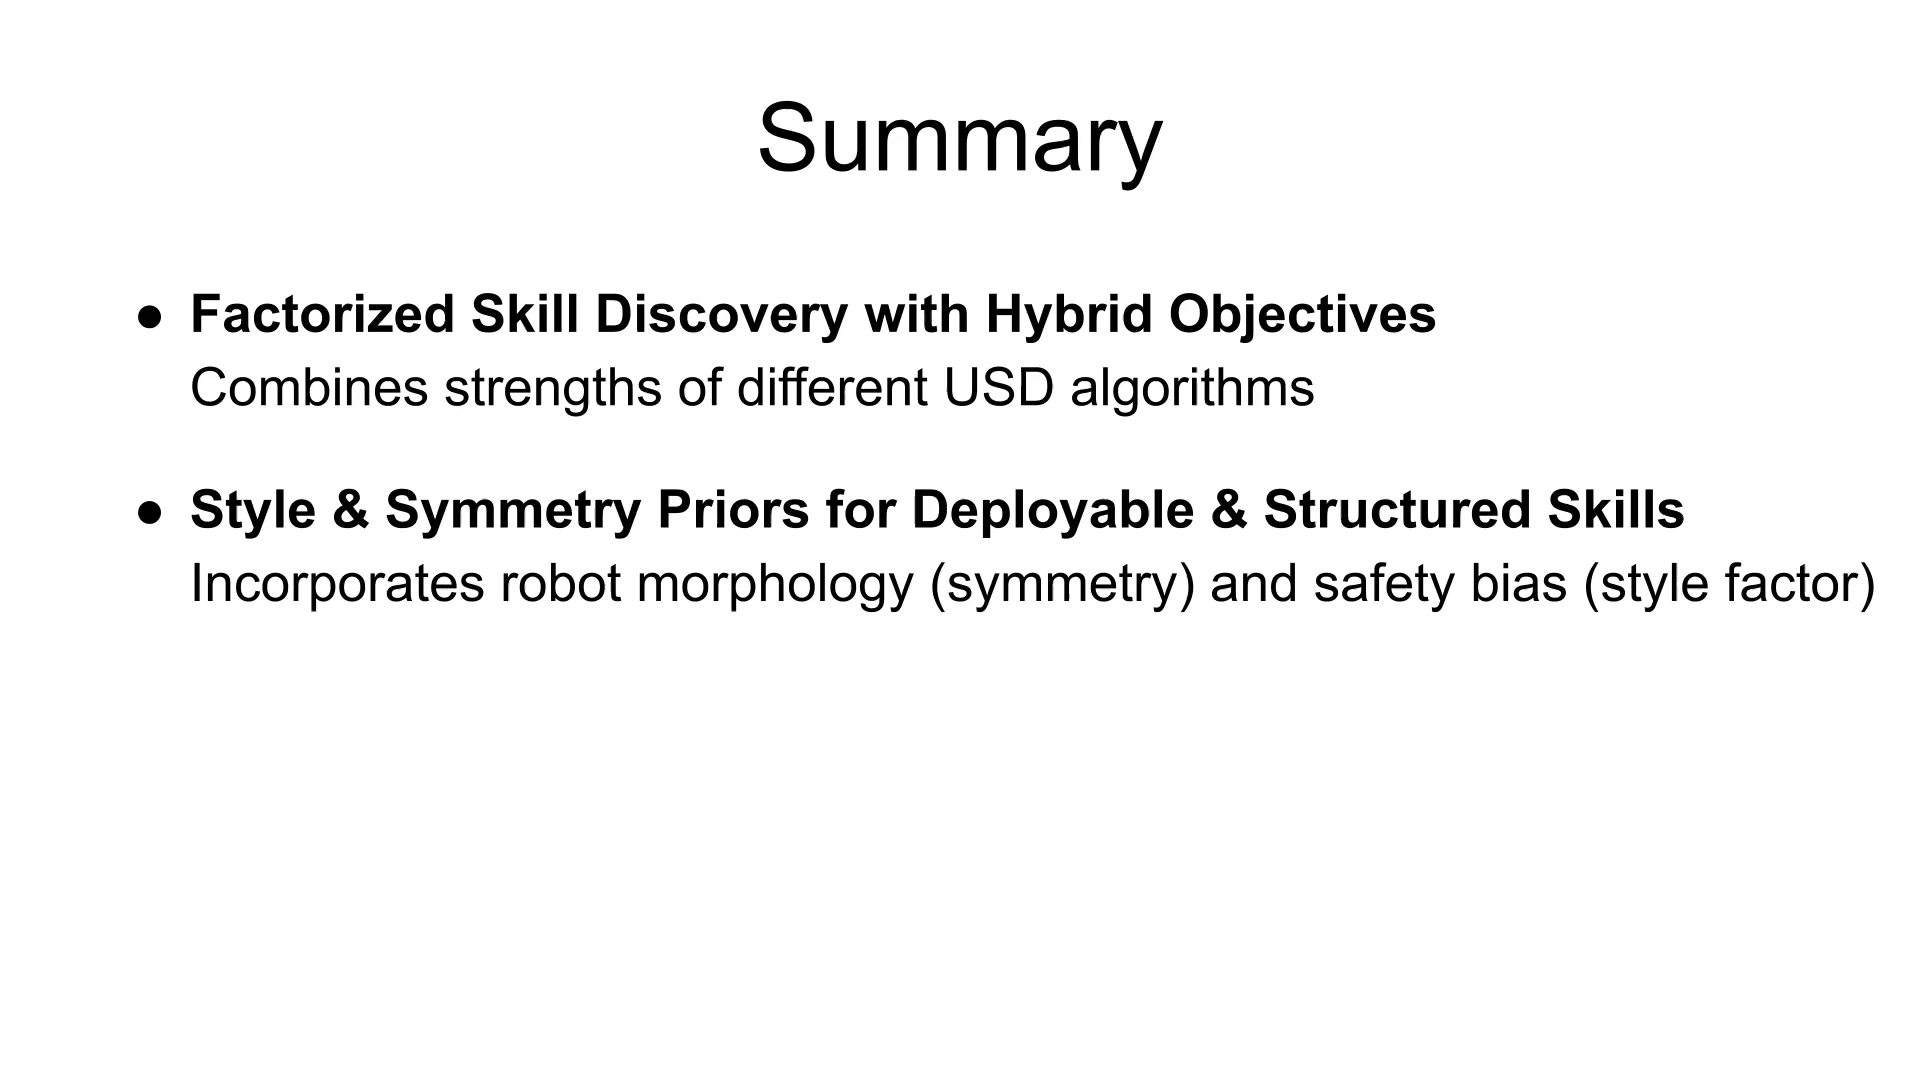 Summary
● Factorized Skill Discovery with Hybrid Objectives
Combines strengths of different USD algorithms
● Style & Symmetry Priors for Deployable & Structured Skills
Incorporates robot morphology (symmetry) and safety bias (style factor)